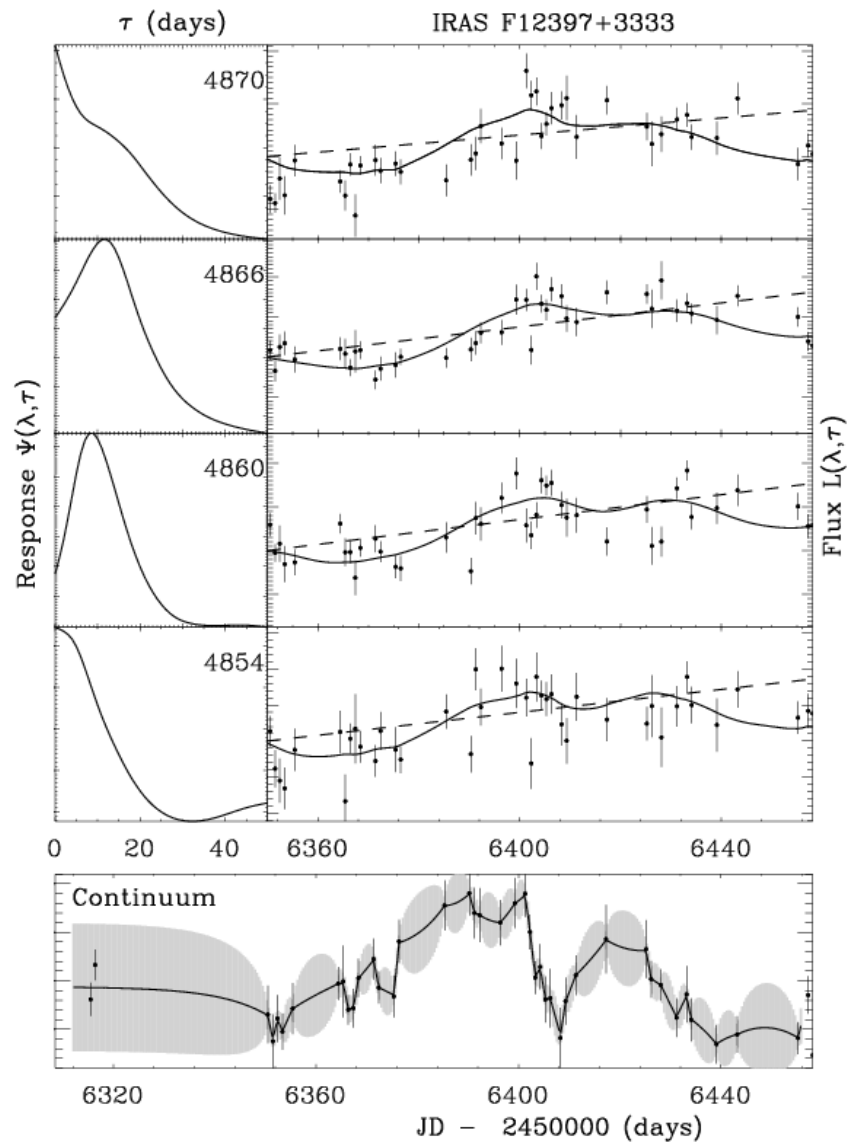 τ (days)
IRAS F12397+3333
4870
4866
4860
4854
Response Ψ(λ,τ)
Flux L(λ,τ)
0 20 40 6360 6400 6440
Continuum
6320 6360 6400 6440
JD - 2450000 (days)